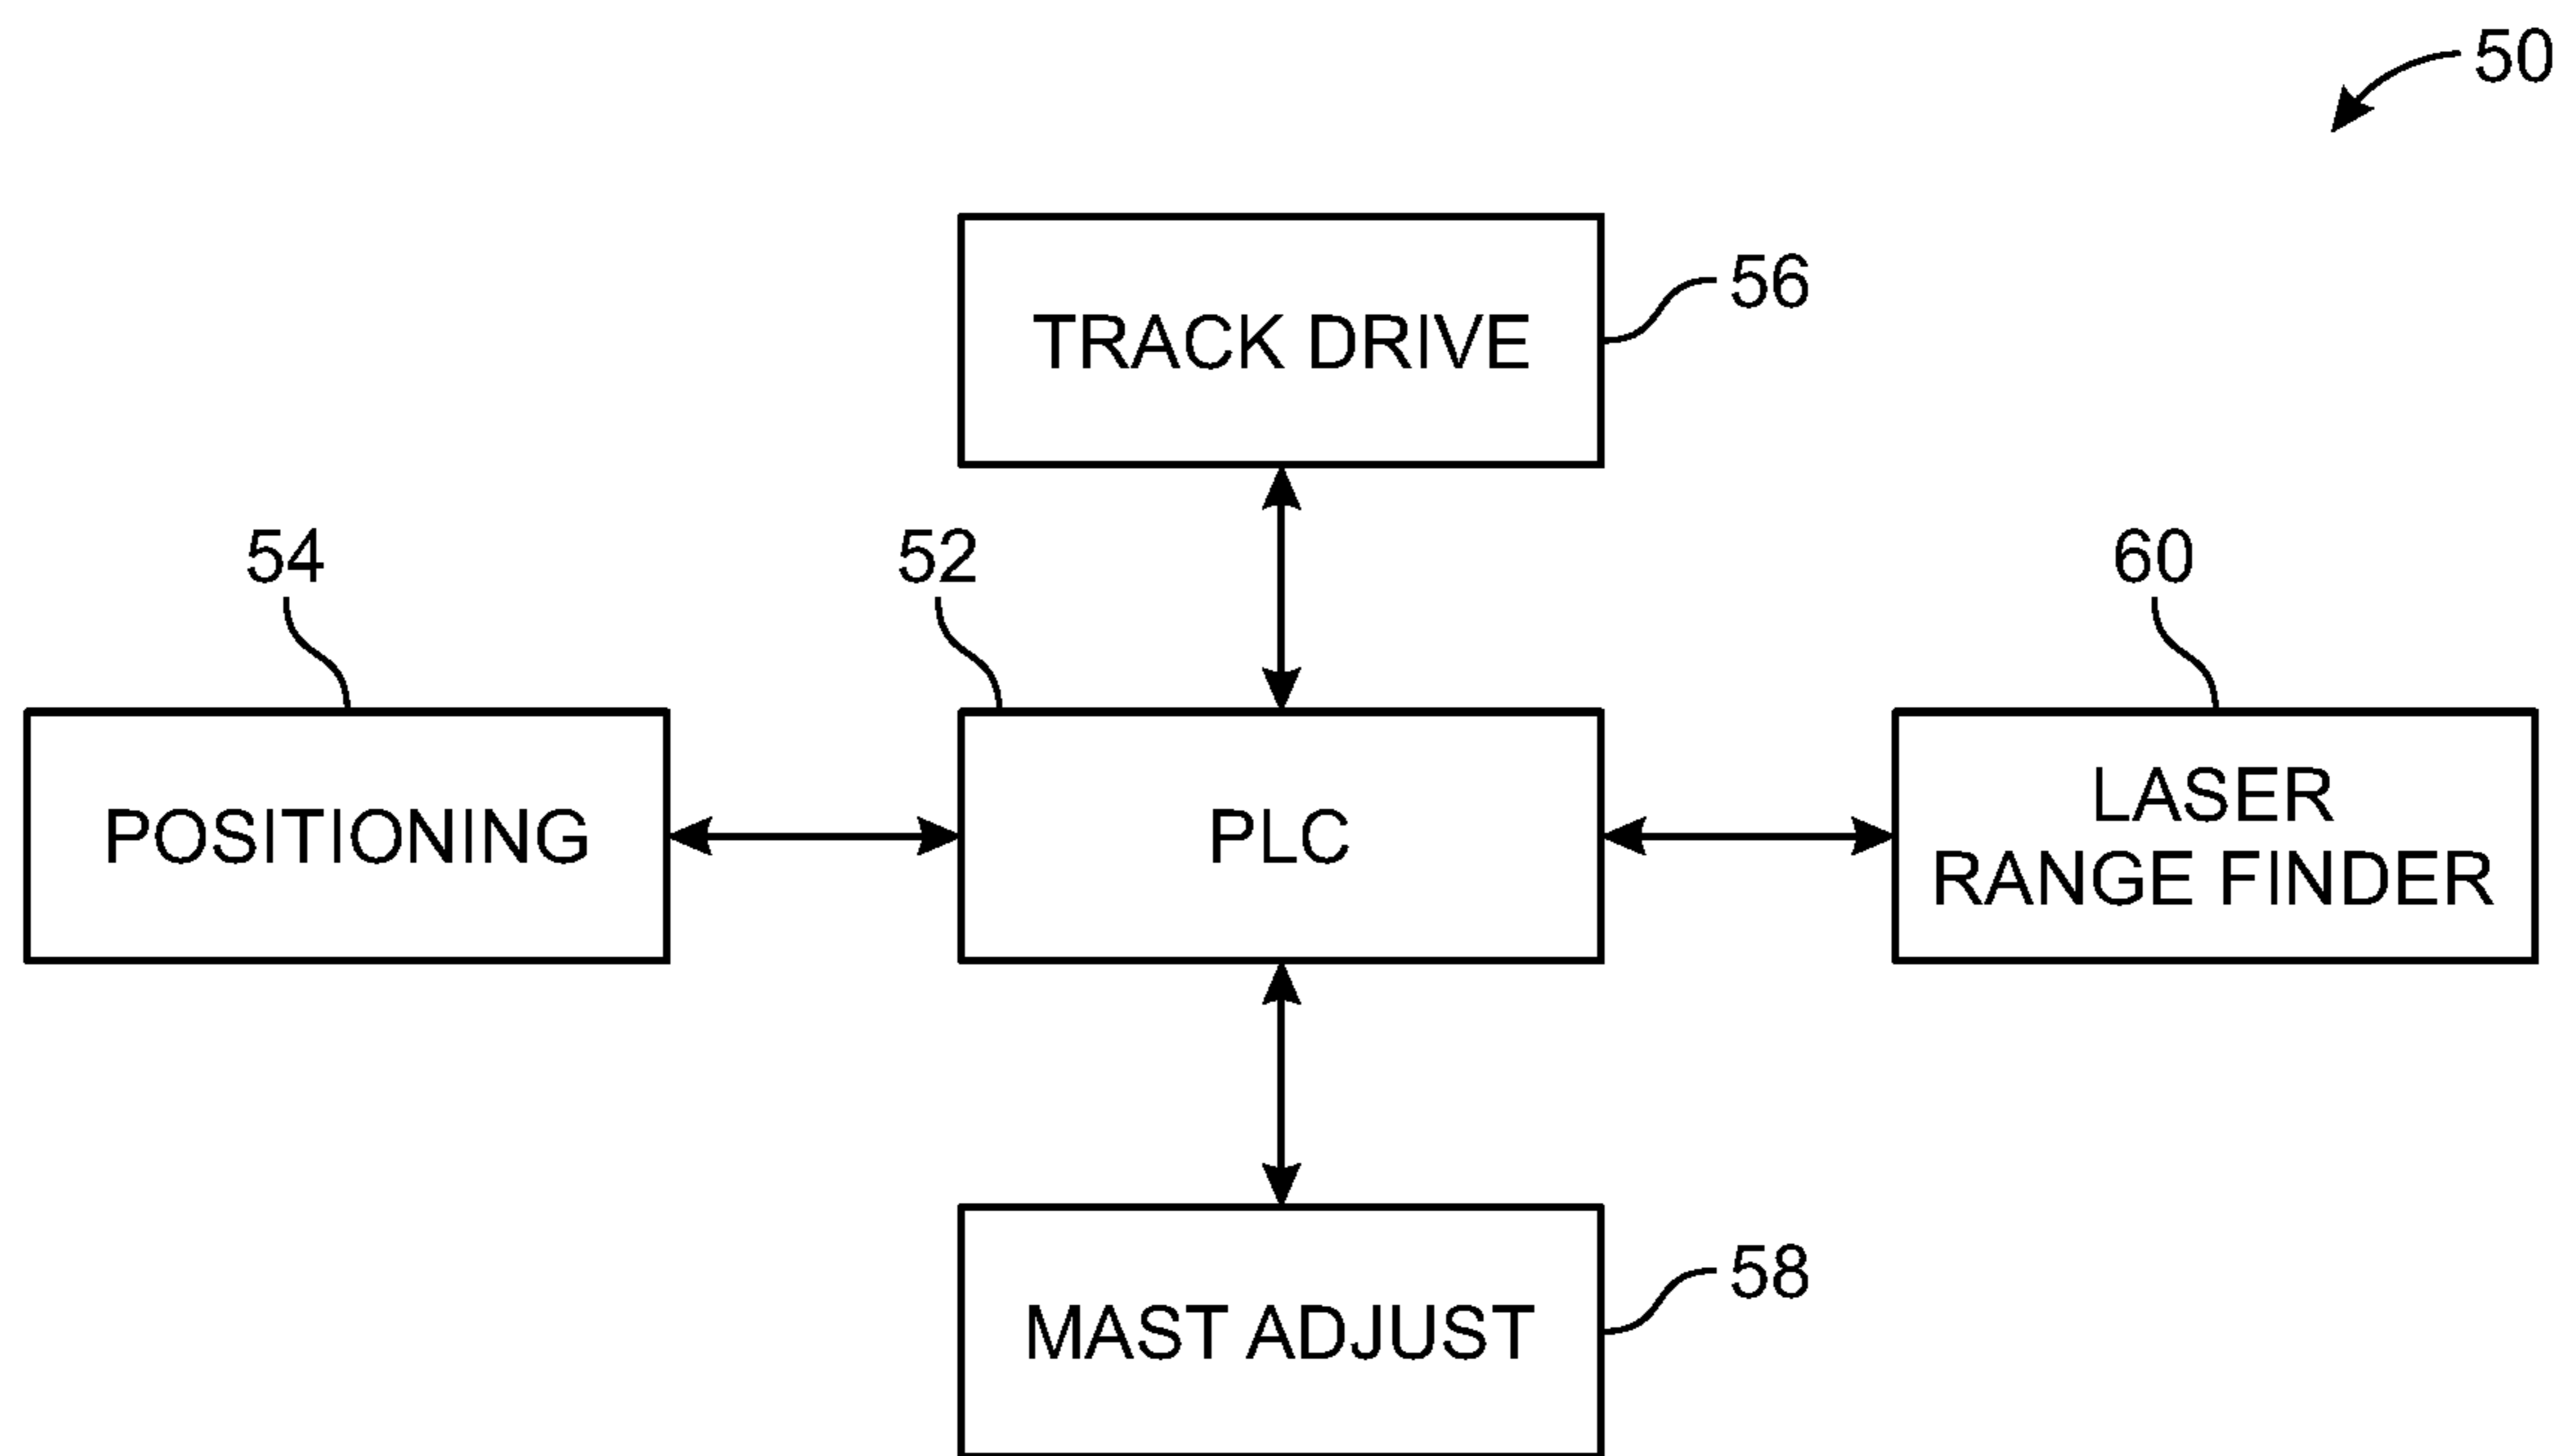 50
TRACK DRIVE
56
54
52
60
POSITIONING
PLC
LASER
RANGE FINDER
MAST ADJUST
58